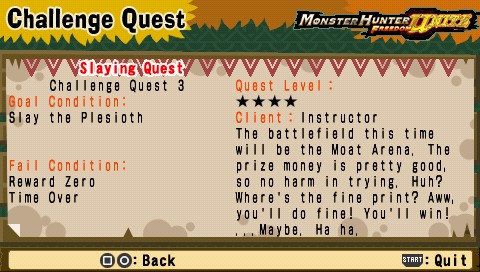 Challenge Quest
MONSTER HUNTER
FREEDOM UNITE
Slaying Quest
Challenge Quest 3
Goal Condition:
Slay the Plesioth
Fail Condition:
Reward Zero
Time Over
Quest Level:
★★★★
Client: Instructor
The battlefield this time
will be the Moat Arena. The
prize money is pretty good,
so no harm in trying. Huh?
Where's the fine print? Aww,
you'll do fine! You'll win!
...Maybe. Ha ha.
: Back
START: Quit